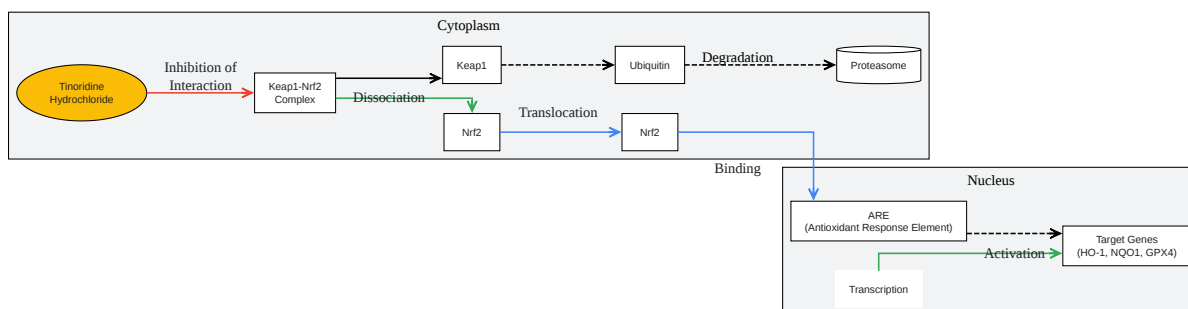 Cytoplasm
Tinoridine
Hydrochloride
Inhibition of
Interaction
Keap1-Nrf2
Complex
Dissociation
Keap1
Ubiquitin
Degradation
Proteasome
Nrf2
Translocation
Nrf2
Binding
Nucleus
ARE
(Antioxidant Response Element)
Target Genes
(HO-1, NQO1, GPX4)
Activation
Transcription